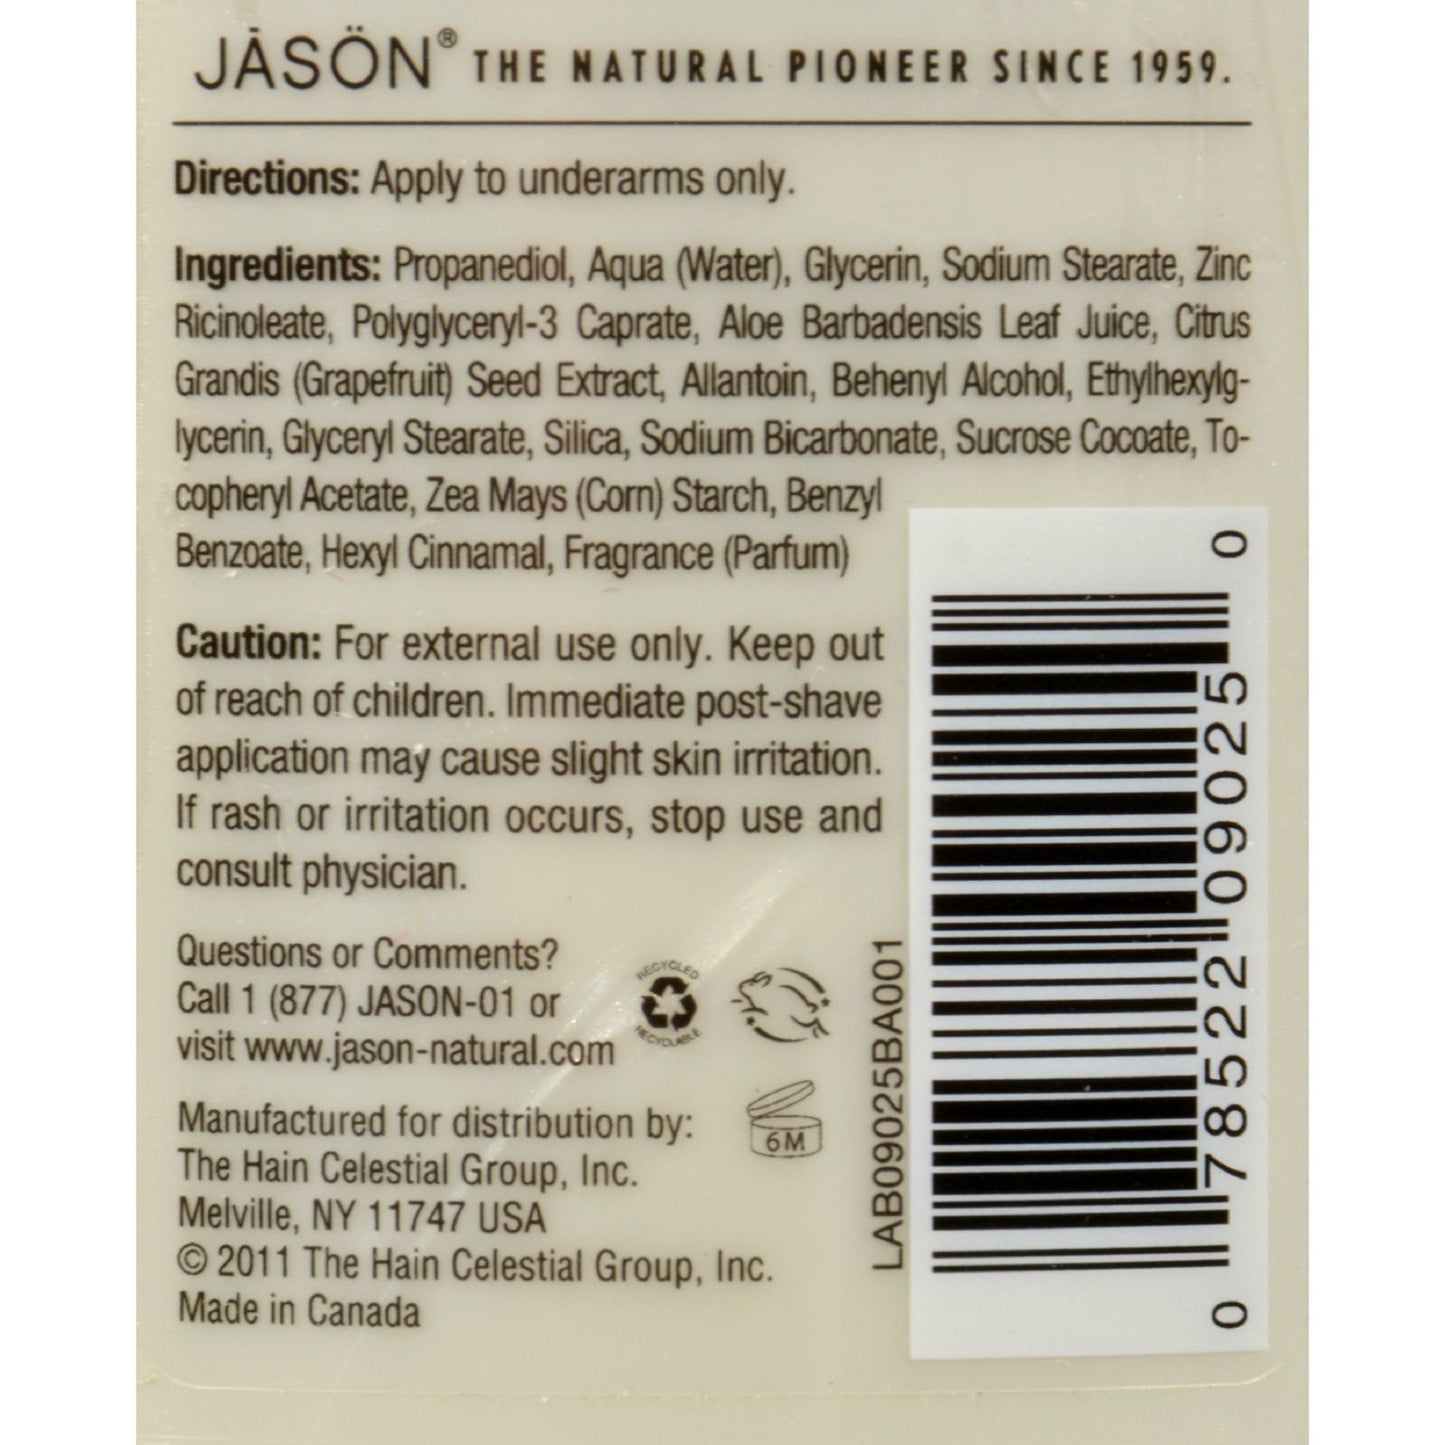 JĀSÖN® THE NATURAL PIONEER SINCE 1959.
Directions: Apply to underarms only.
Ingredients: Propanediol, Aqua (Water), Glycerin, Sodium Stearate, Zinc
Ricinoleate, Polyglyceryl-3 Caprate, Aloe Barbadensis Leaf Juice, Citrus
Grandis (Grapefruit) Seed Extract, Allantoin, Behenyl Alcohol, Ethylhexylg-
lycerin, Glyceryl Stearate, Silica, Sodium Bicarbonate, Sucrose Cocoate, To-
copheryl Acetate, Zea Mays (Corn) Starch, Benzyl
Benzoate, Hexyl Cinnamal, Fragrance (Parfum)
Caution: For external use only. Keep out
of reach of children. Immediate post-shave
application may cause slight skin irritation.
If rash or irritation occurs, stop use and
consult physician.
Questions or Comments?
Call 1 (877) JASON-01 or
visit www.jason-natural.com
RECYCLED
RECYCLABLE
Manufactured for distribution by:
The Hain Celestial Group, Inc.
Melville, NY 11747 USA
© 2011 The Hain Celestial Group, Inc.
Made in Canada
6M
LAB09025BA001
0 78522 09025 0